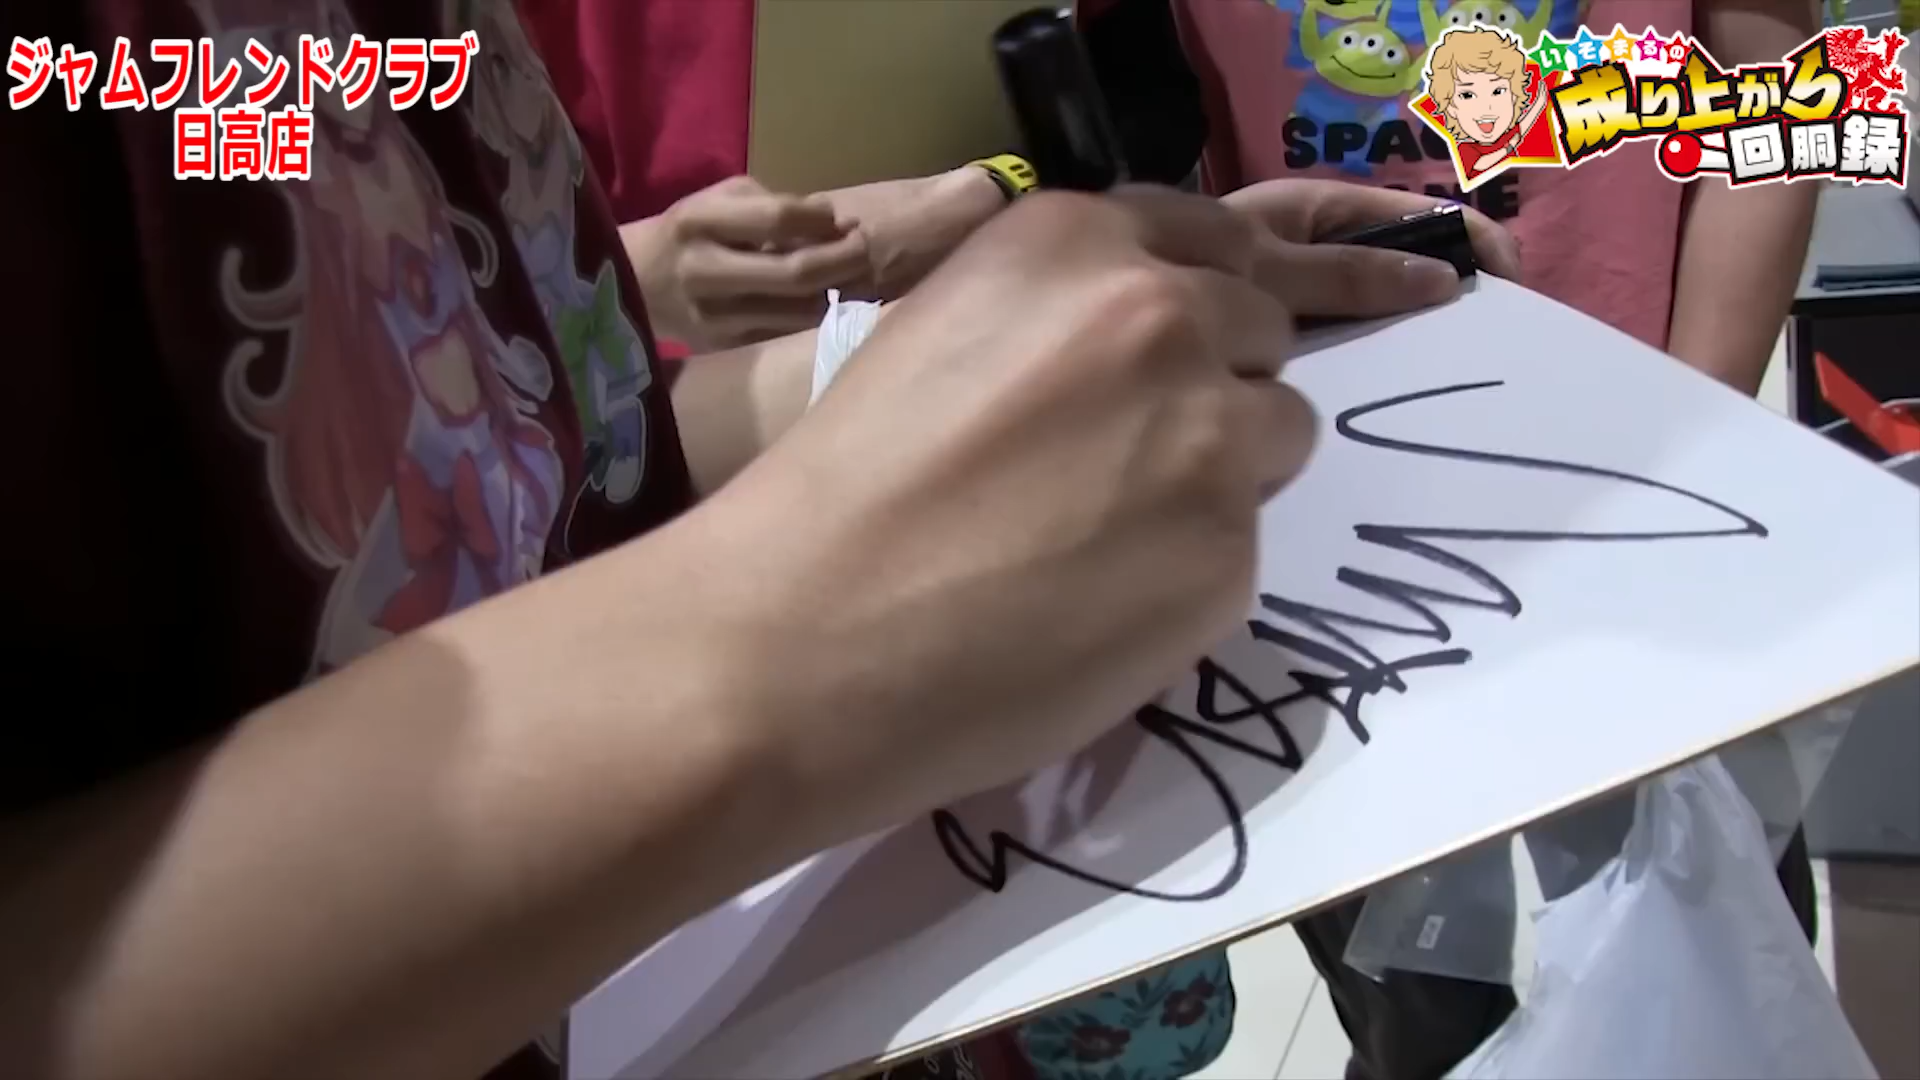 ジャムフレンドクラブ
日高店
いそまるの
成り上がり
回胴録
SPA